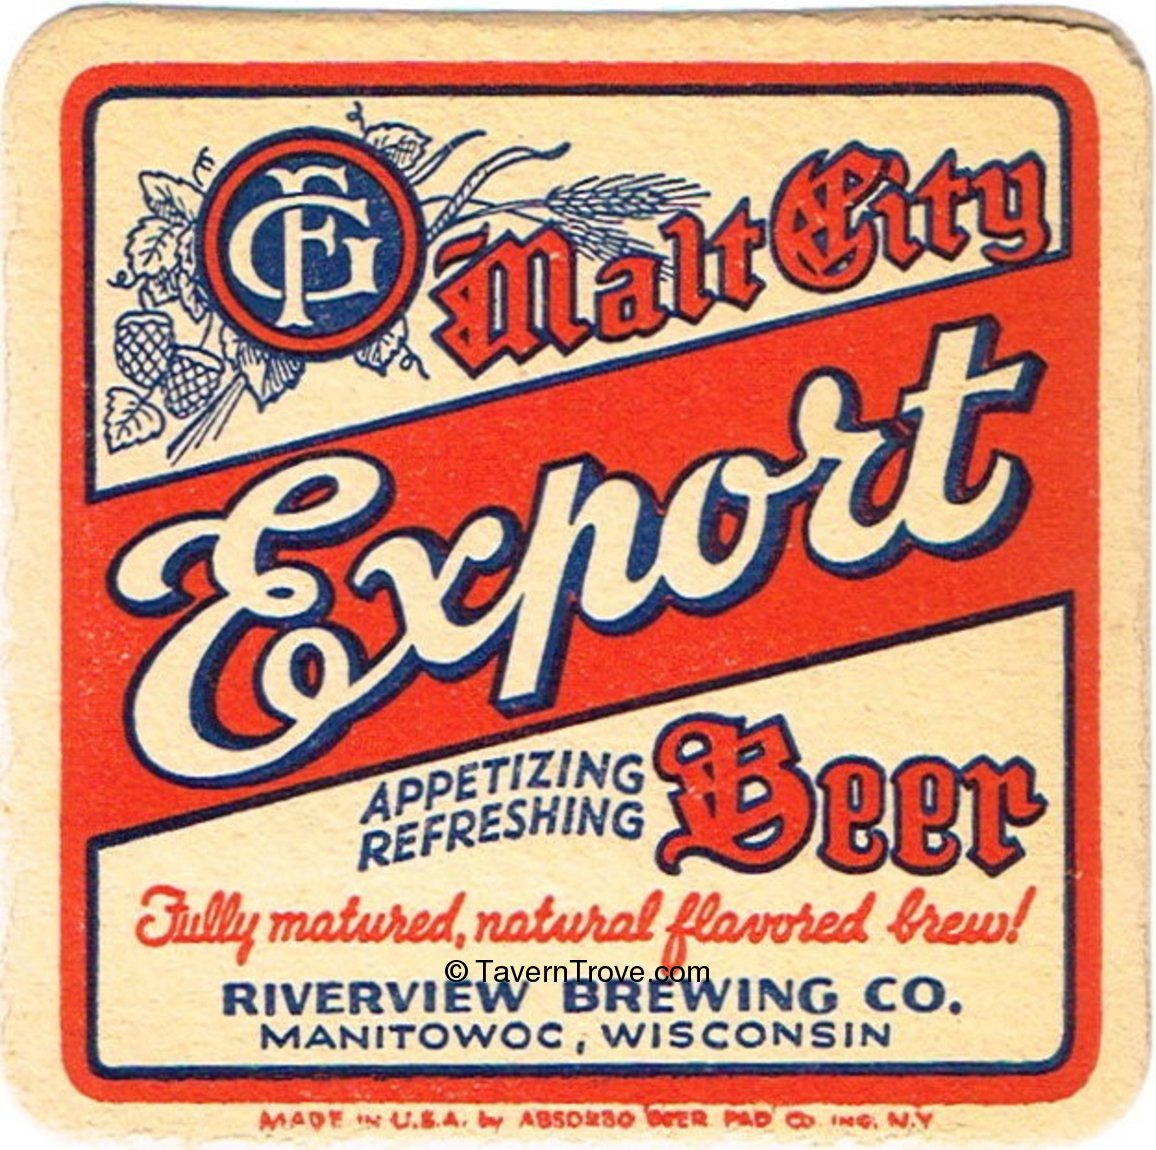 GF
Malt City
Export
APPETIZING
REFRESHING
Beer
Fully matured, natural flavored brew!
© TavernTrove.com
RIVERVIEW BREWING CO.
MANITOWOC, WISCONSIN
MADE IN U.S.A. by ABSORBO BEER PAD CO. INC. N.Y.